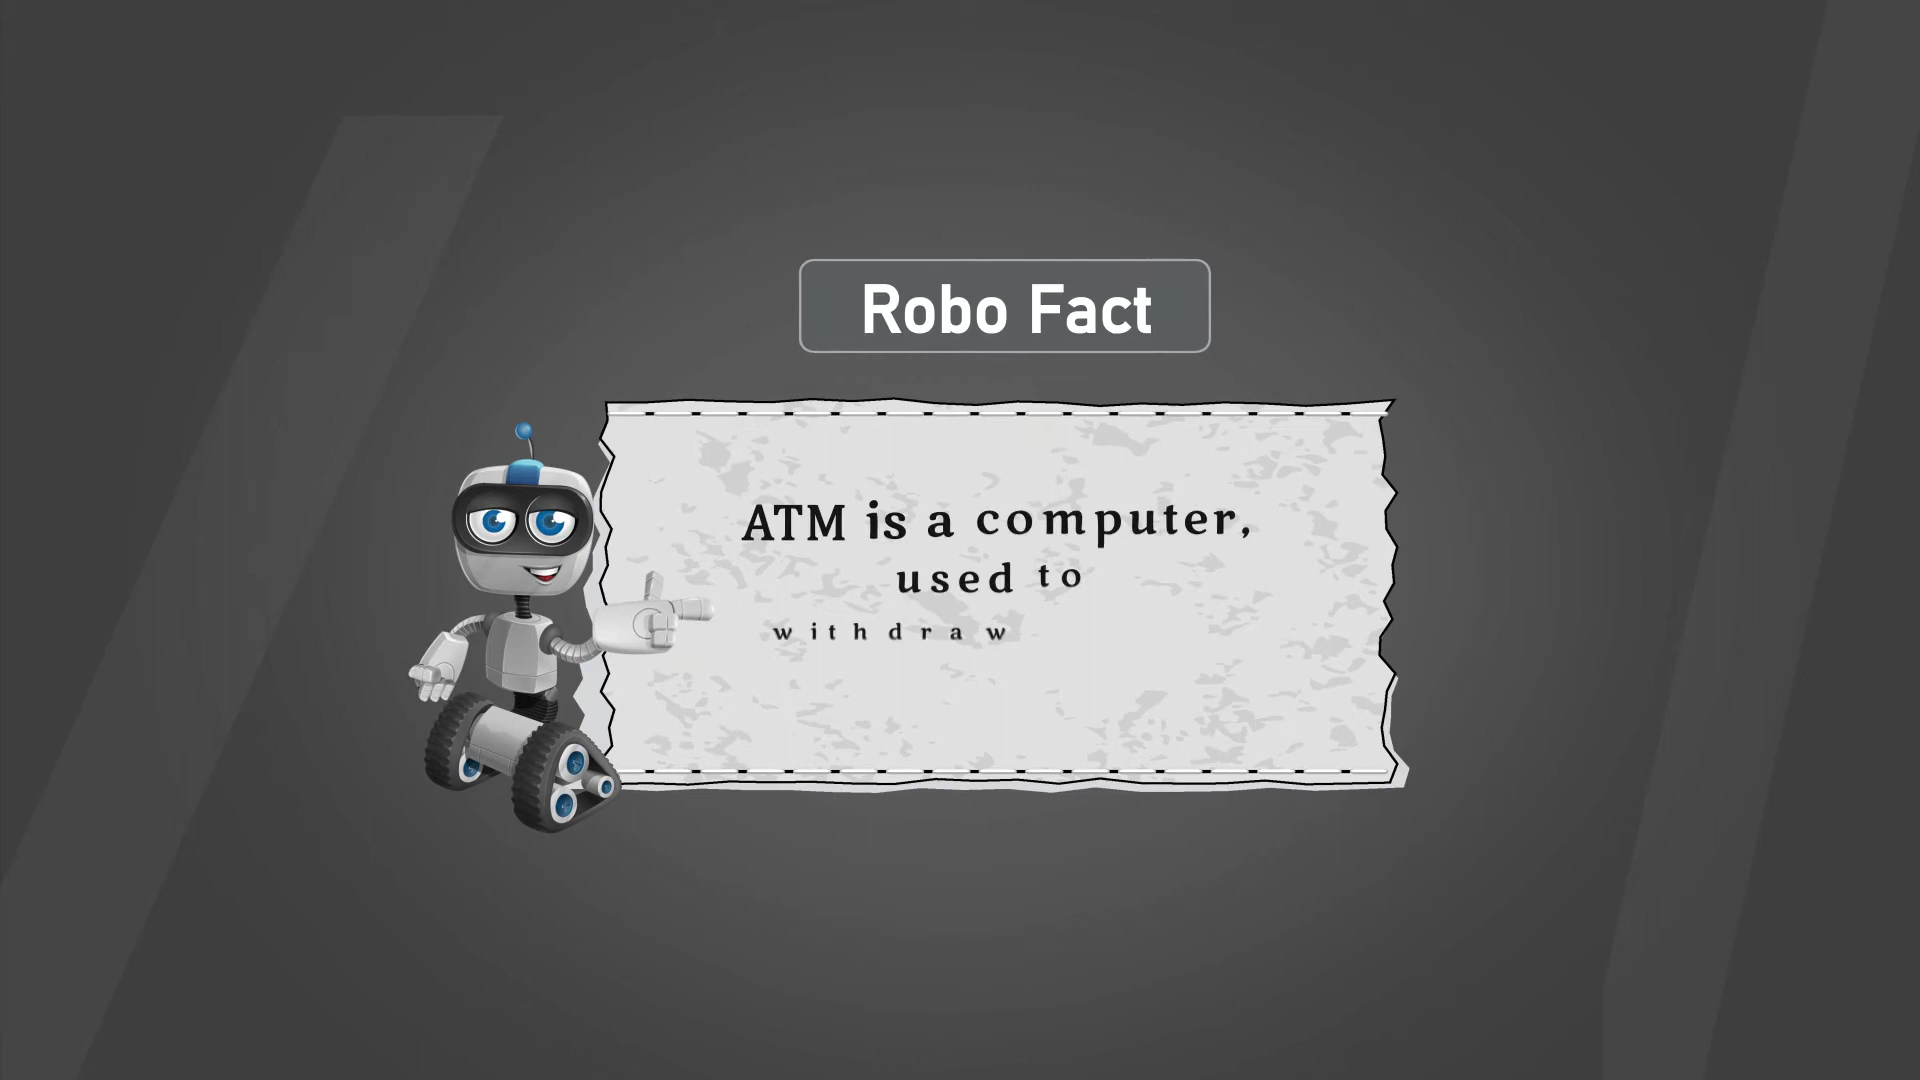 Robo Fact
ATM is a computer,
used to
withdraw